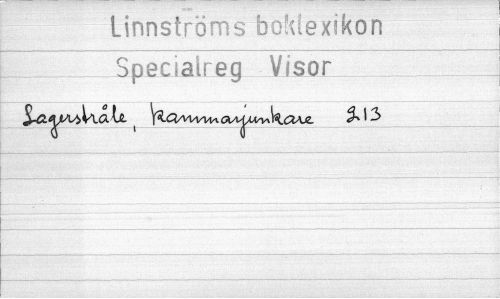 Linnströms boklexikon
Specialreg Visor
Lagerstråle, kammarjunkare 213